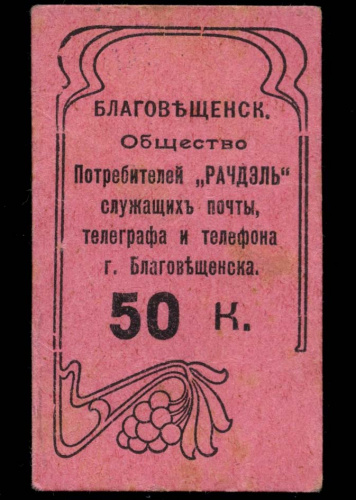 БЛАГОВѢЩЕНСК.
Общество
Потребителей „РАЧДЭЛЬ“
служащихъ почты,
телеграфа и телефона
г. Благовѣщенска.
50 К.